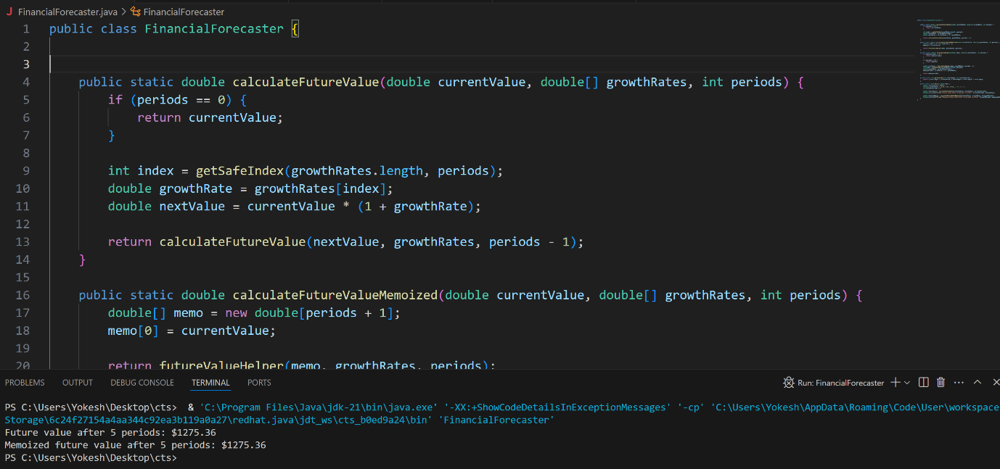 FinancialForecaster.java > FinancialForecaster
1 public class FinancialForecaster {
2
3
4 public static double calculateFutureValue(double currentValue, double[] growthRates, int periods) {
5 if (periods == 0) {
6 return currentValue;
7 }
8
9 int index = getSafeIndex(growthRates.length, periods);
10 double growthRate = growthRates[index];
11 double nextValue = currentValue * (1 + growthRate);
12
13 return calculateFutureValue(nextValue, growthRates, periods - 1);
14 }
15
16 public static double calculateFutureValueMemoized(double currentValue, double[] growthRates, int periods) {
17 double[] memo = new double[periods + 1];
18 memo[0] = currentValue;
19
20 return futureValueHelper(memo, growthRates, periods);
PROBLEMS OUTPUT DEBUG CONSOLE TERMINAL PORTS Run: FinancialForecaster
PS C:\Users\Yokesh\Desktop\cts> & 'C:\Program Files\Java\jdk-21\bin\java.exe' '-XX:+ShowCodeDetailsInExceptionMessages' '-cp' 'C:\Users\Yokesh\AppData\Roaming\Code\User\workspace
Storage\6c24f27154a4aa344c92ea3b119a0a27\redhat.java\jdt_ws\cts_b0ed9a24\bin' 'FinancialForecaster'
Future value after 5 periods: $1275.36
Memoized future value after 5 periods: $1275.36
PS C:\Users\Yokesh\Desktop\cts>